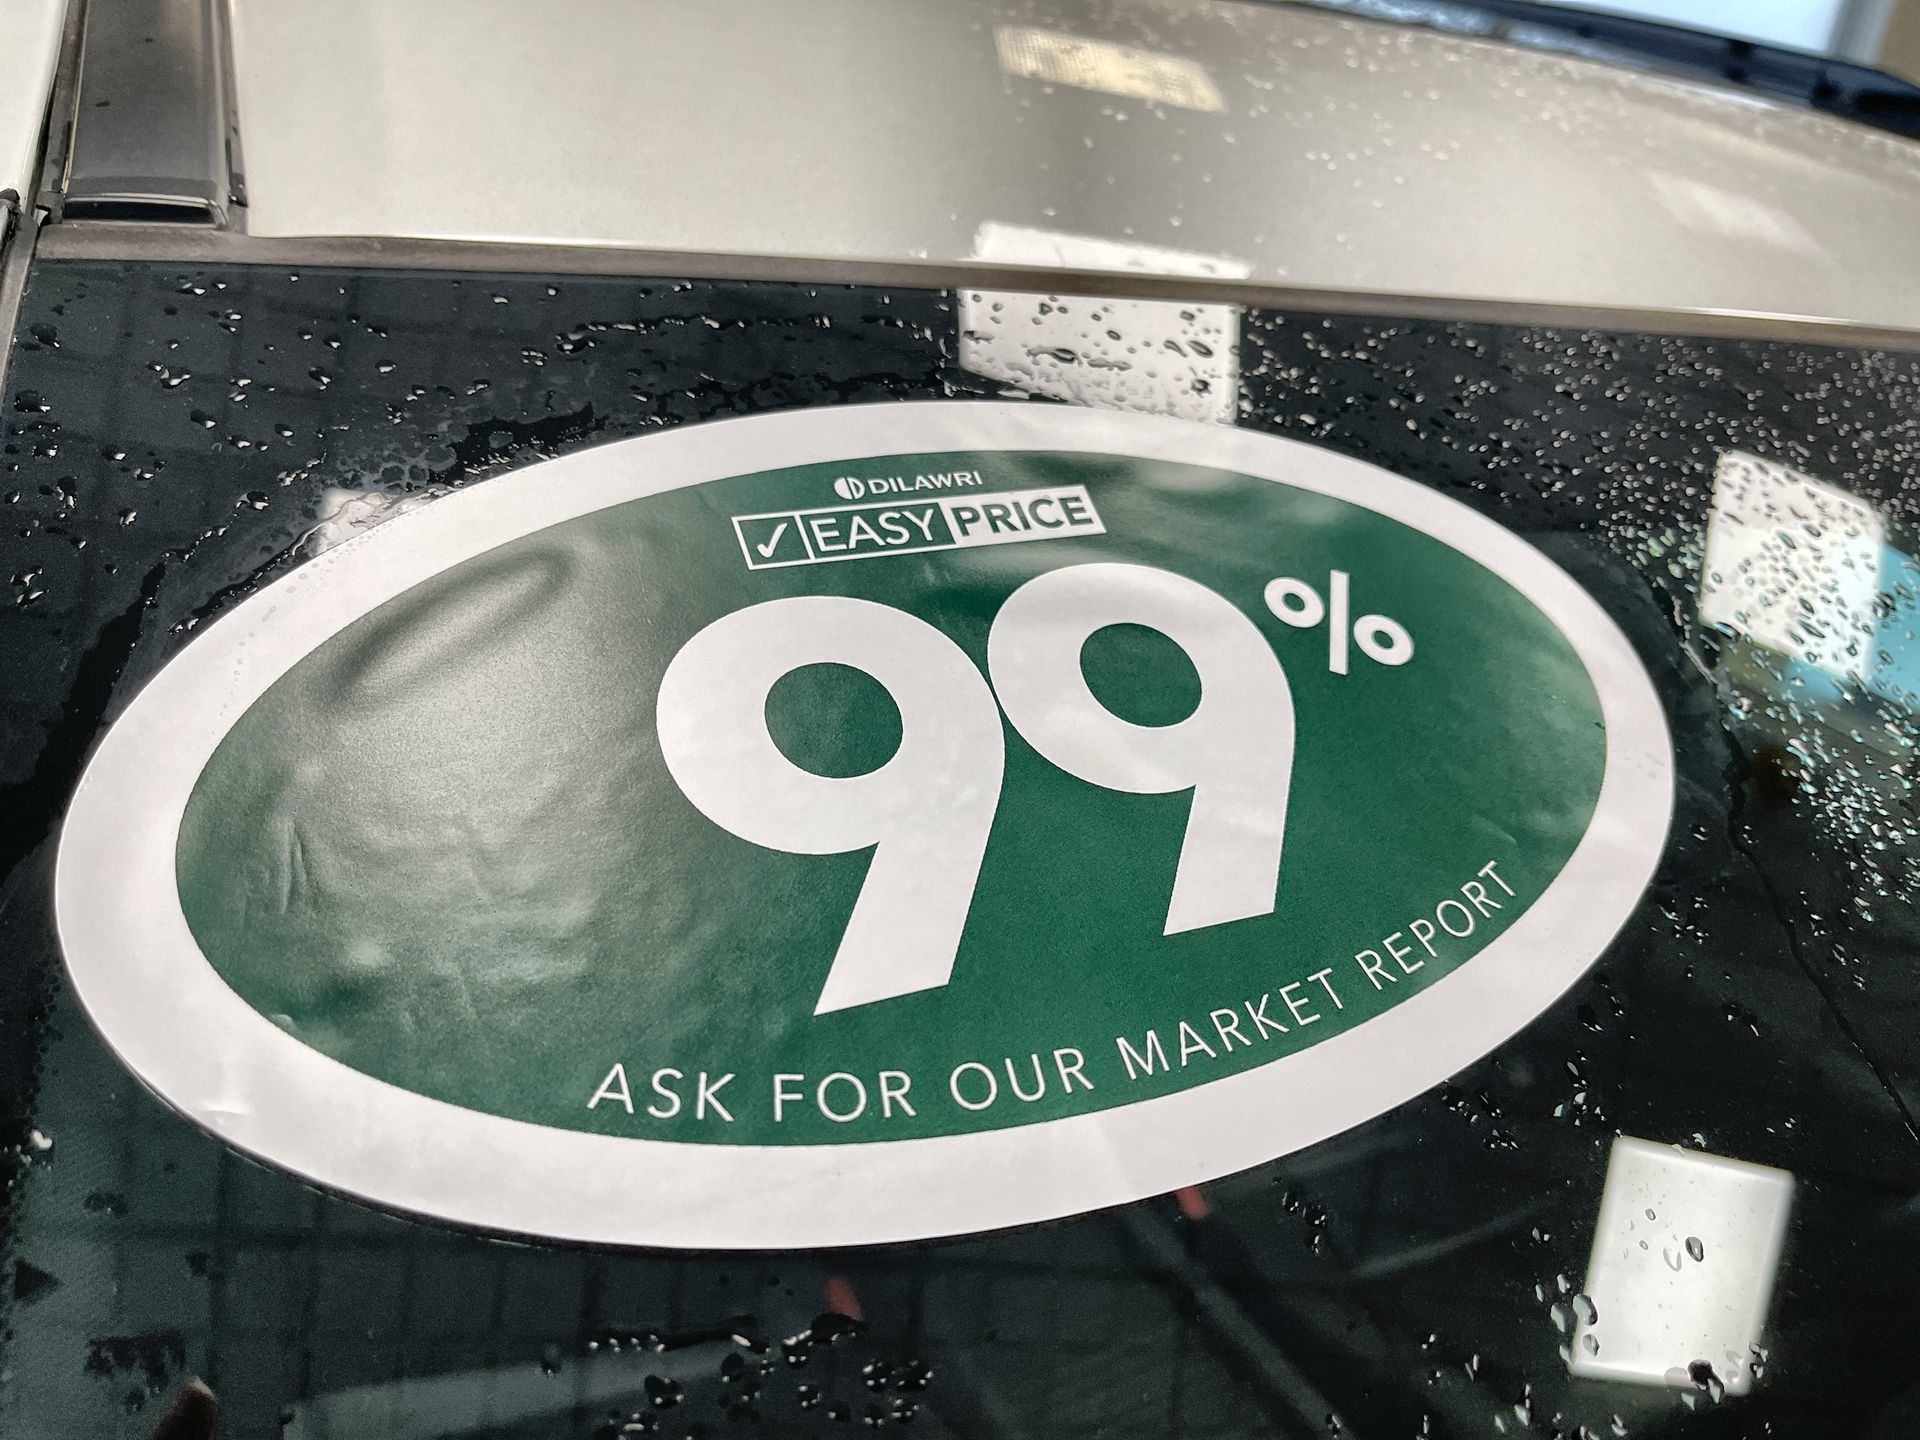 DILAWRI
✓ EASY PRICE
99%
ASK FOR OUR MARKET REPORT